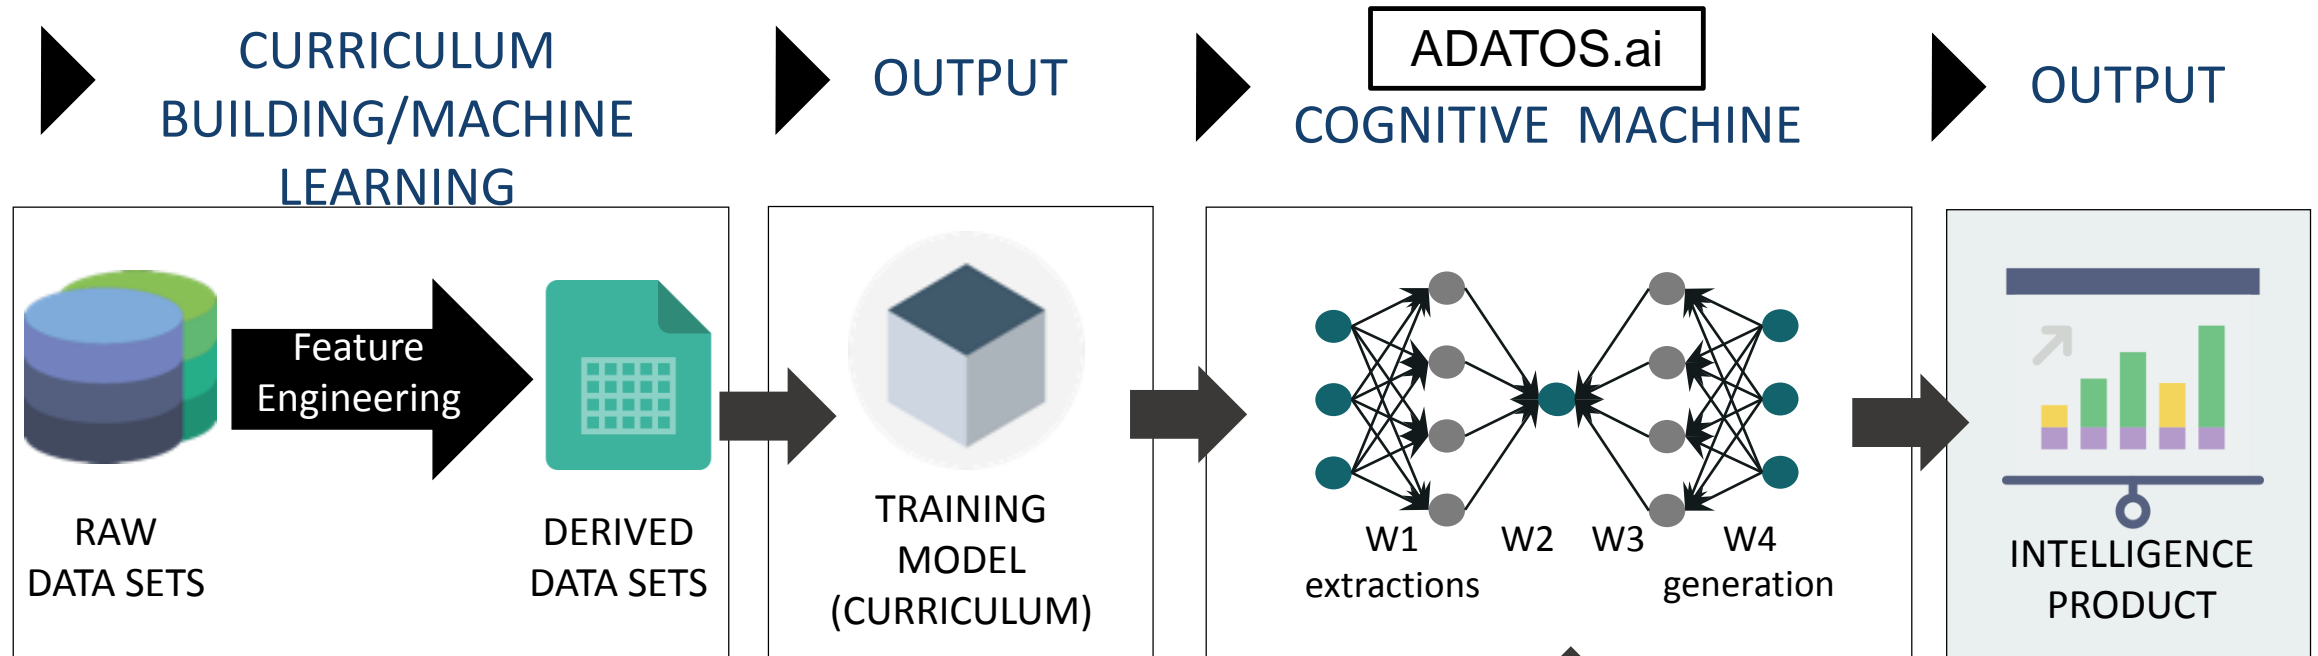 CURRICULUM
BUILDING/MACHINE
LEARNING
OUTPUT
ADATOS.ai
COGNITIVE MACHINE
OUTPUT
Feature
Engineering
RAW
DATA SETS
DERIVED
DATA SETS
TRAINING
MODEL
(CURRICULUM)
W1 W2 W3 W4
extractions generation
INTELLIGENCE
PRODUCT